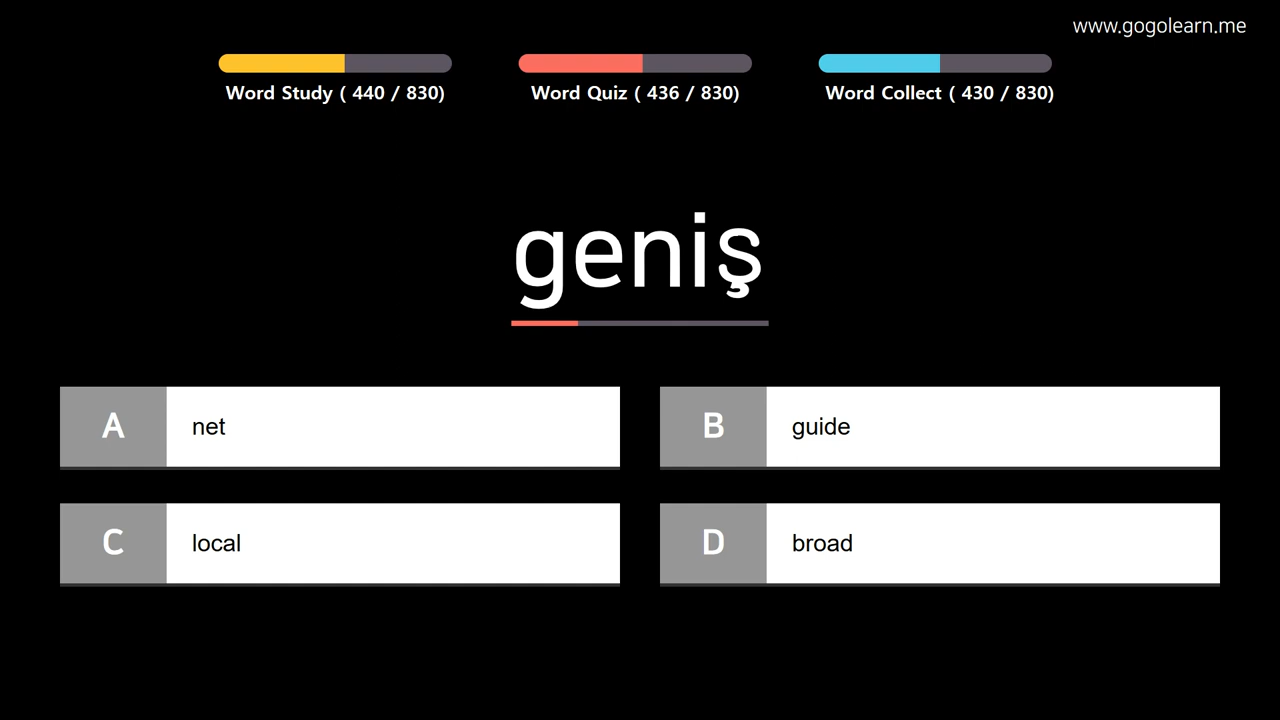 www.gogolearn.me
Word Study ( 440 / 830)
Word Quiz ( 436 / 830)
Word Collect ( 430 / 830)
geniş
A
net
B
guide
C
local
D
broad